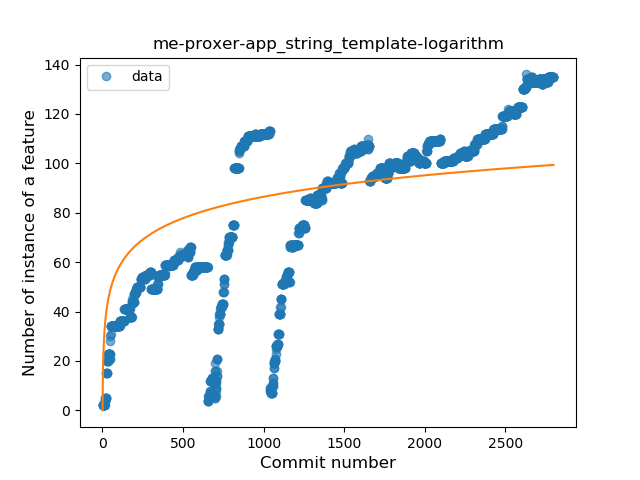 me-proxer-app_string_template-logarithm
data
Number of instance of a feature
140
120
100
80
60
40
20
0
0 500 1000 1500 2000 2500
Commit number